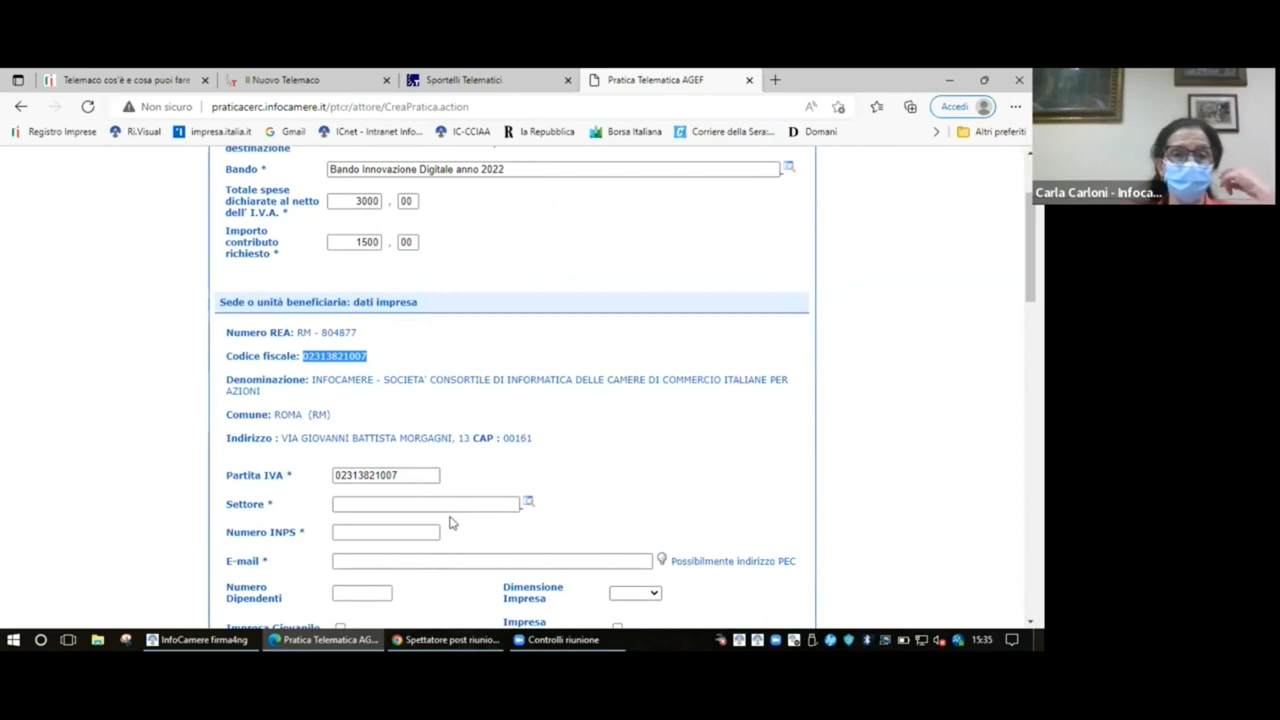 Telemaco cos'è e cosa puoi fare
Il Nuovo Telemaco
Sportelli Telematici
Pratica Telematica AGEF
Non sicuro
praticacerc.infocamere.it/ptcr/attore/CreaPratica.action
Accedi
Registro Imprese
Ri.Visual
impresa.italia.it
Gmail
ICnet - Intranet Info...
IC-CCIAA
la Repubblica
Borsa Italiana
Corriere della Sera:...
Domani
Altri preferiti
destinazione
Bando * Bando Innovazione Digitale anno 2022
Totale spese
dichiarate al netto
dell' I.V.A. *
3000 , 00
Importo
contributo
richiesto *
1500 , 00
Sede o unità beneficiaria: dati impresa
Numero REA: RM - 804877
Codice fiscale: 02313821007
Denominazione: INFOCAMERE - SOCIETA' CONSORTILE DI INFORMATICA DELLE CAMERE DI COMMERCIO ITALIANE PER
AZIONI
Comune: ROMA (RM)
Indirizzo : VIA GIOVANNI BATTISTA MORGAGNI, 13 CAP : 00161
Partita IVA * 02313821007
Settore *
Numero INPS *
E-mail * Possibilmente indirizzo PEC
Numero
Dipendenti
Dimensione
Impresa
Impresa Giovanile
Impresa
Carla Carloni - Infoca...
InfoCamere firma4ng
Pratica Telematica AG...
Spettatore post riunio...
Controlli riunione
15:35